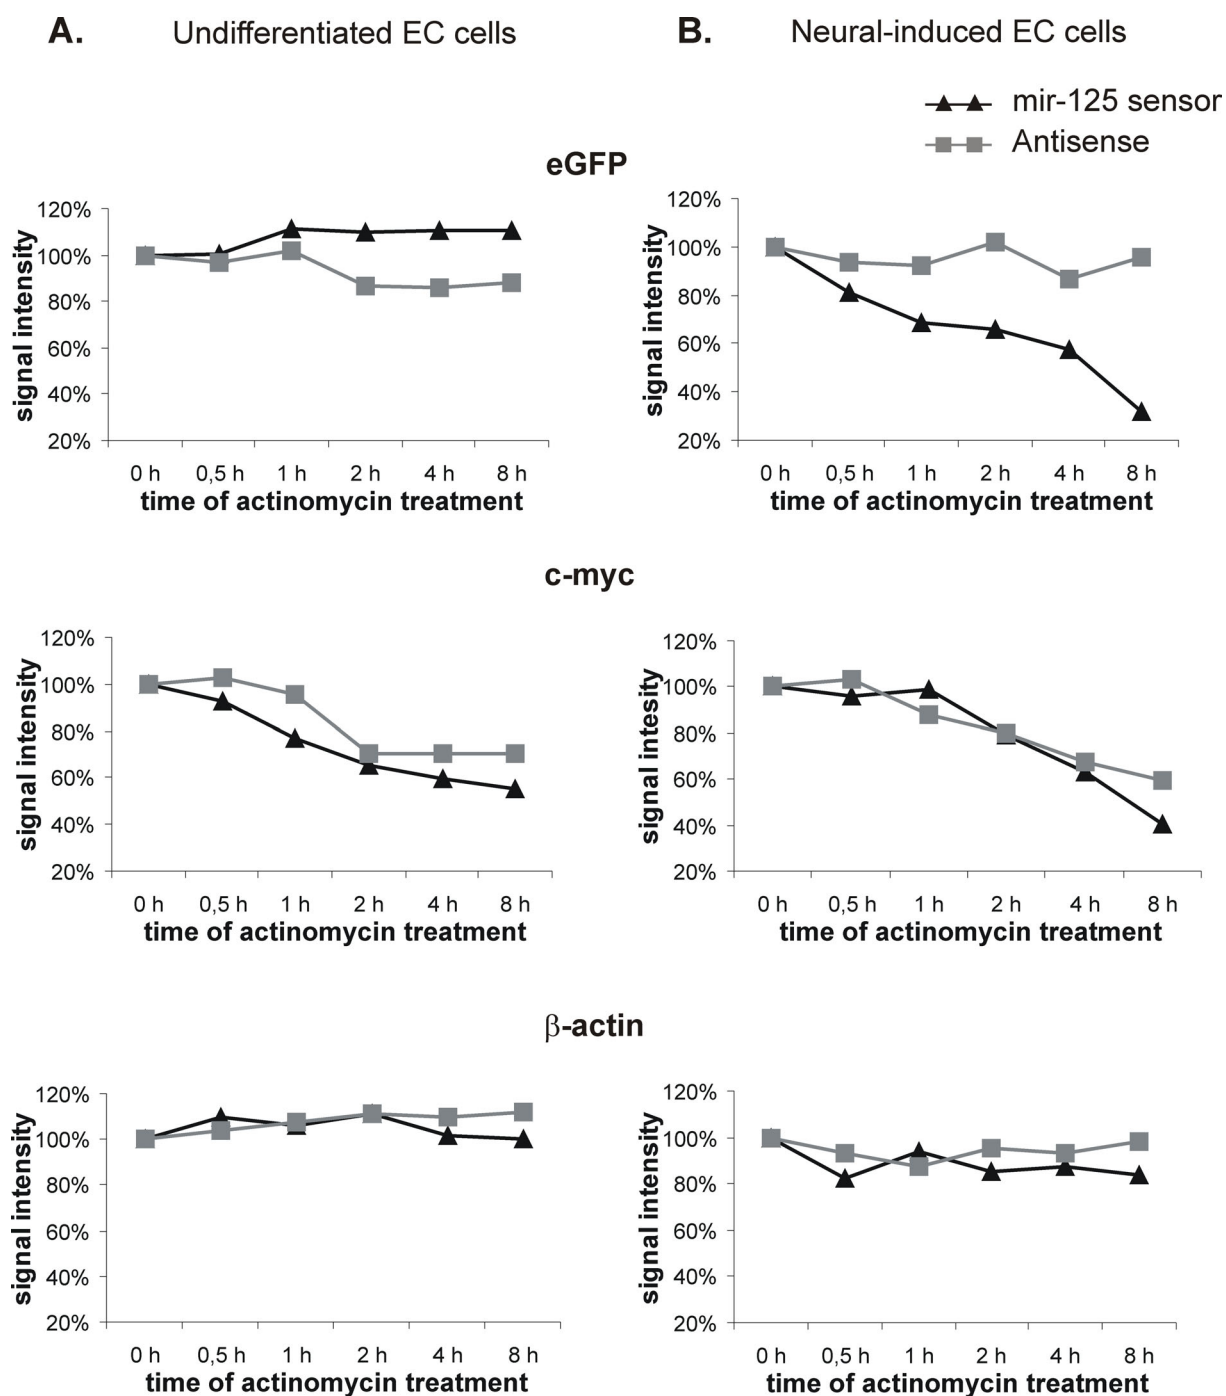 A. Undifferentiated EC cells
B. Neural-induced EC cells
mir-125 sensor
Antisense
eGFP
signal intensity
120%
100%
80%
60%
40%
20%
0 h 0,5 h 1 h 2 h 4 h 8 h
time of actinomycin treatment
signal intensity
120%
100%
80%
60%
40%
20%
0 h 0,5 h 1 h 2 h 4 h 8 h
time of actinomycin treatment
c-myc
signal intensity
120%
100%
80%
60%
40%
20%
0 h 0,5 h 1 h 2 h 4 h 8 h
time of actinomycin treatment
signal intesity
120%
100%
80%
60%
40%
20%
0 h 0,5 h 1 h 2 h 4 h 8 h
time of actinomycin treatment
β-actin
signal intensity
120%
100%
80%
60%
40%
20%
0 h 0,5 h 1 h 2 h 4 h 8 h
time of actinomycin treatment
signal intensity
120%
100%
80%
60%
40%
20%
0 h 0,5 h 1 h 2 h 4 h 8 h
time of actinomycin treatment